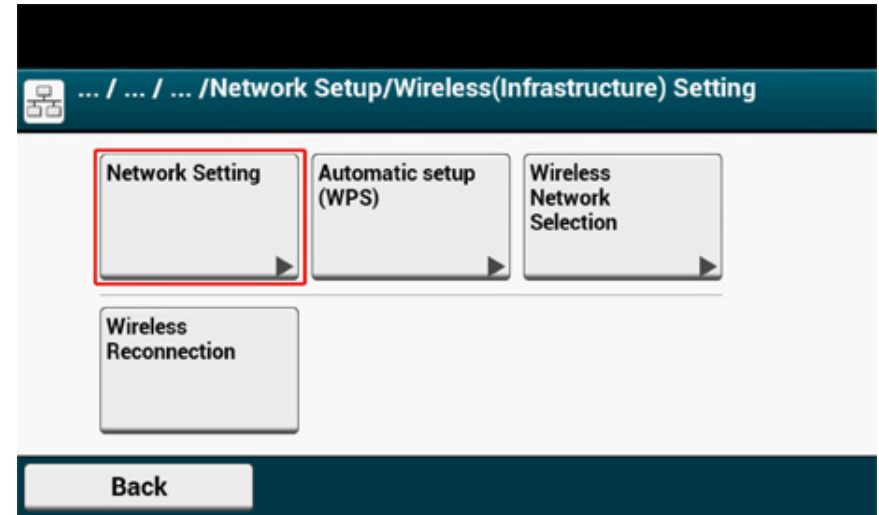 ... / ... / ... /Network Setup/Wireless(Infrastructure) Setting
Network Setting
Automatic setup
(WPS)
Wireless
Network
Selection
Wireless
Reconnection
Back